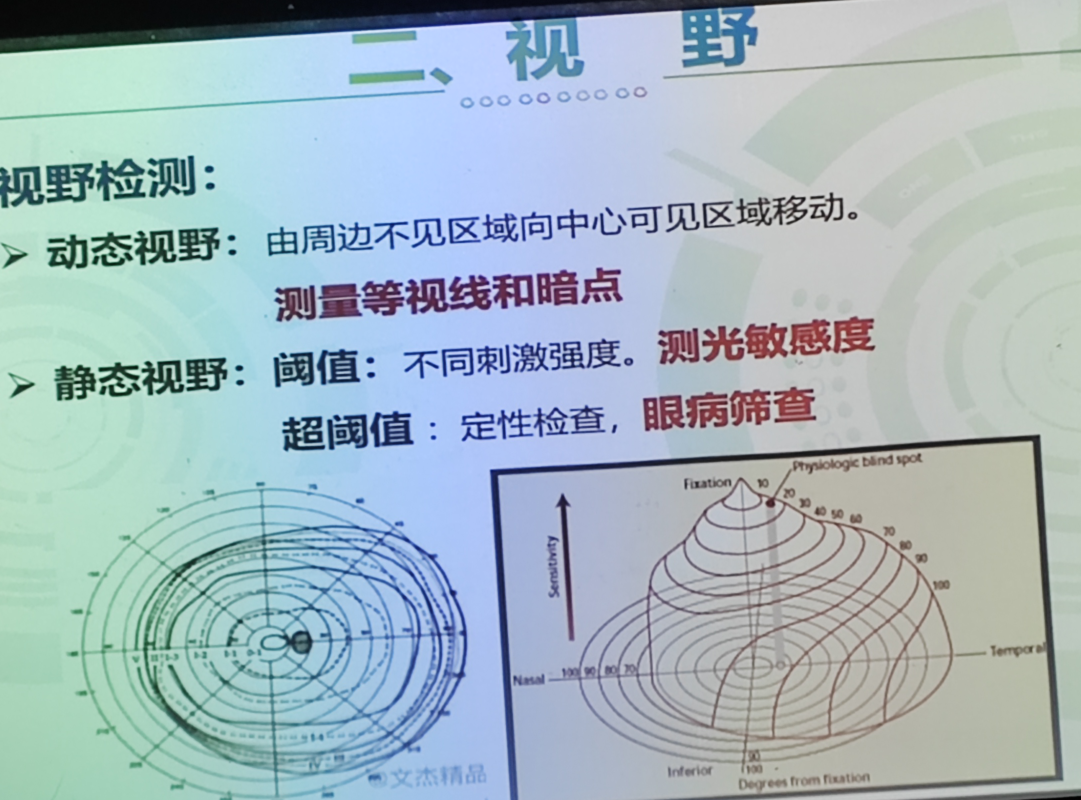 二、视 野
视野检测：
动态视野：由周边不见区域向中心可见区域移动。
测量等视线和暗点
静态视野：阈值：不同刺激强度。测光敏感度
超阈值：定性检查，眼病筛查
Physiologic blind spot
Fixation
10 20 30 40 50 60 70 80 90 100
Sensitivity
Nasal 100 90 80 70
Temporal
Inferior
90
100
Degrees from fixation
文杰精品